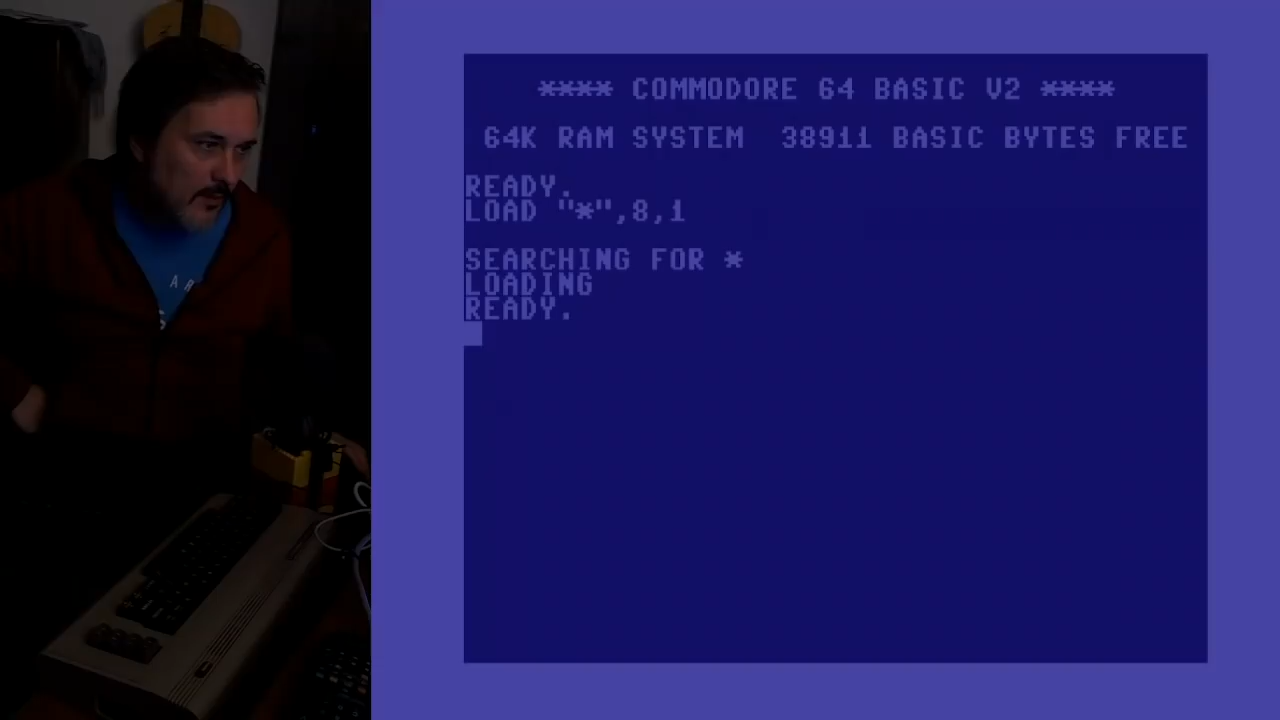 **** COMMODORE 64 BASIC V2 ****
64K RAM SYSTEM  38911 BASIC BYTES FREE
READY.
LOAD "*",8,1
SEARCHING FOR *
LOADING
READY.